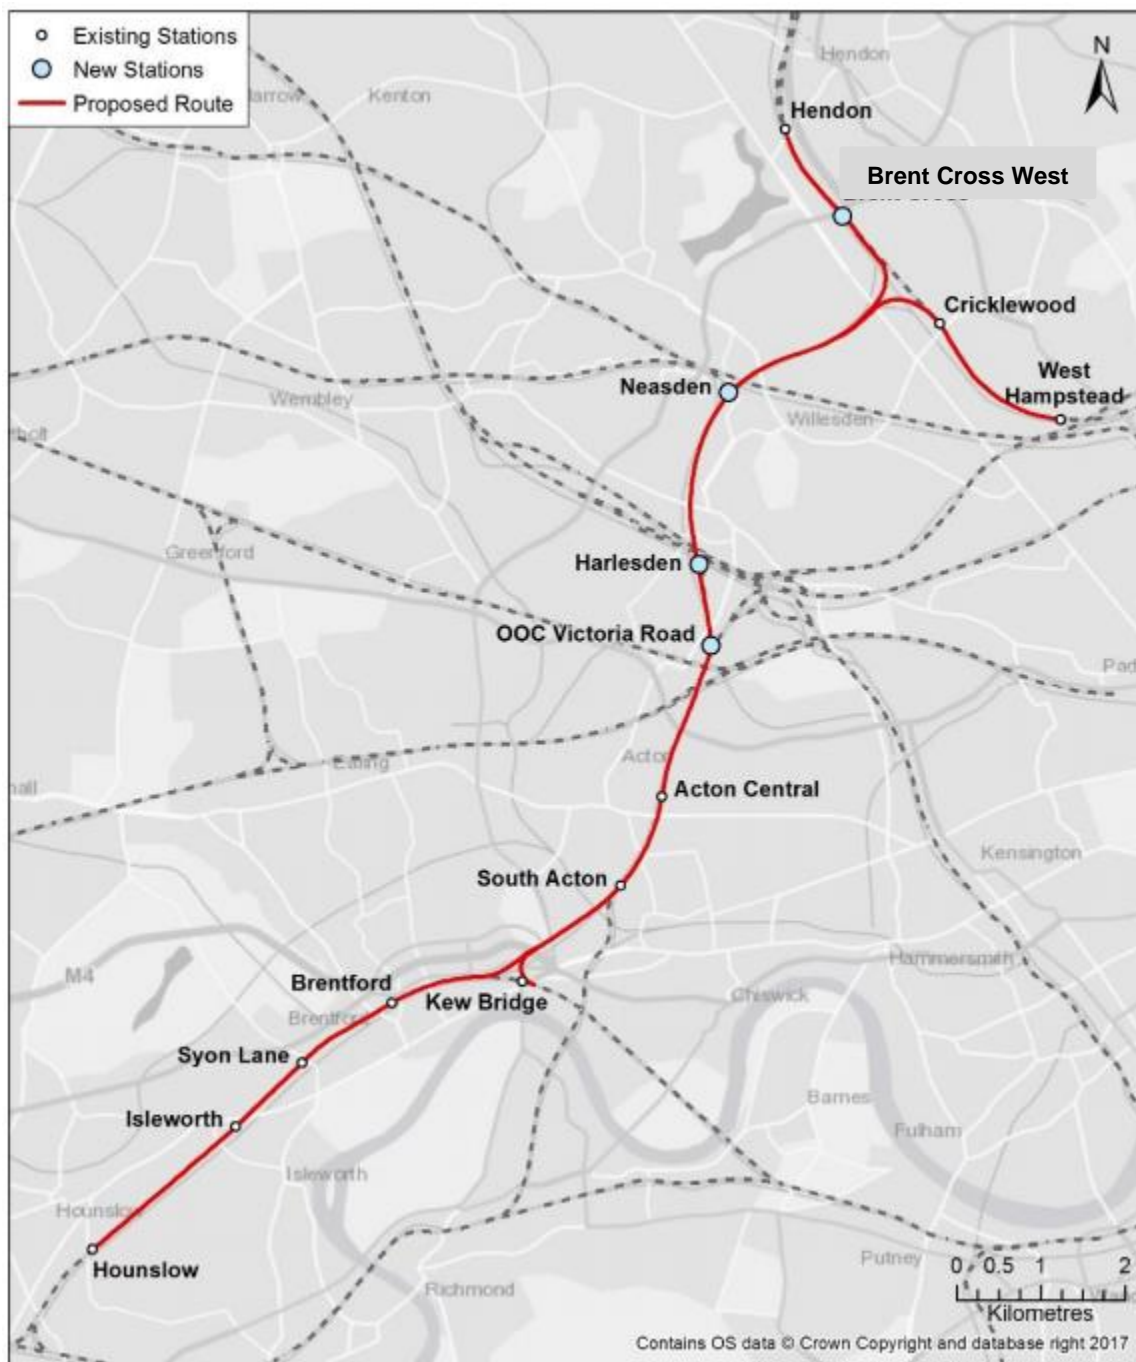 Existing Stations
New Stations
Proposed Route
Kenton
Hendon
N
Hendon
Brent Cross West
Cricklewood
West
Hampstead
Neasden
Wembley
Willesden
Harlesden
Greenford
OOC Victoria Road
Pad
Acton
Ealing
Acton Central
Kensington
South Acton
Hammersmith
M4
Brentford
Kew Bridge
Chiswick
Brentford
Syon Lane
Barnes
Isleworth
Fulham
Isleworth
Hounslow
Hounslow
Putney
Richmond
0 0.5 1 2
Kilometres
Contains OS data © Crown Copyright and database right 2017